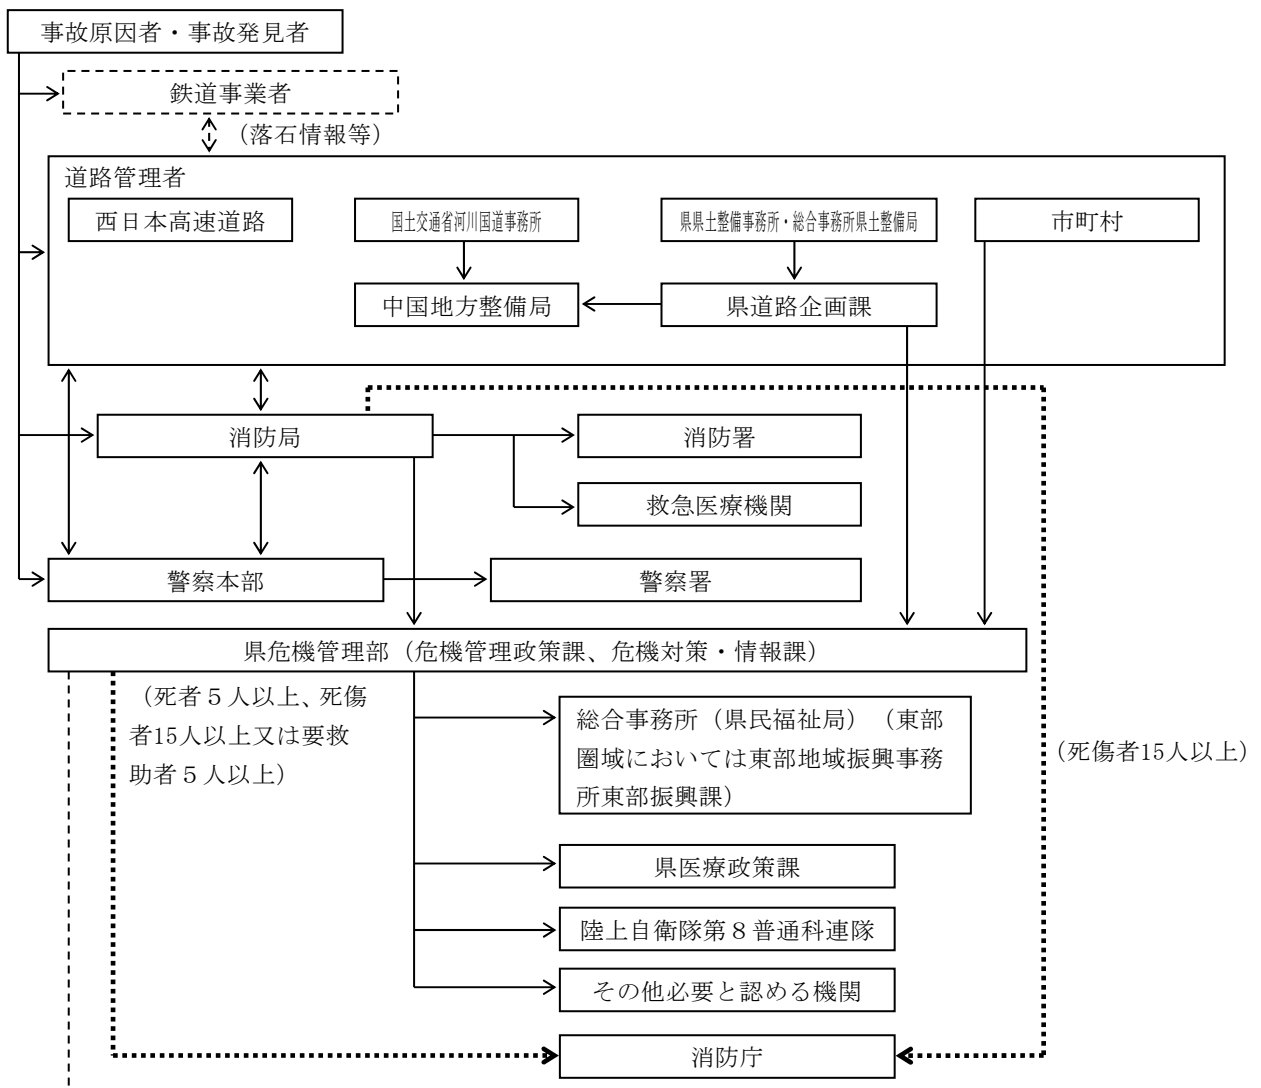 事故原因者・事故発見者
鉄道事業者
（落石情報等）
道路管理者
西日本高速道路
国土交通省河川国道事務所
県県土整備事務所・総合事務所県土整備局
市町村
中国地方整備局
県道路企画課
消防局
消防署
救急医療機関
警察本部
警察署
県危機管理部（危機管理政策課、危機対策・情報課）
（死者５人以上、死傷
者15人以上又は要救
助者５人以上）
総合事務所（県民福祉局）（東部
圏域においては東部地域振興事務
所東部振興課）
（死傷者15人以上）
県医療政策課
陸上自衛隊第８普通科連隊
その他必要と認める機関
消防庁